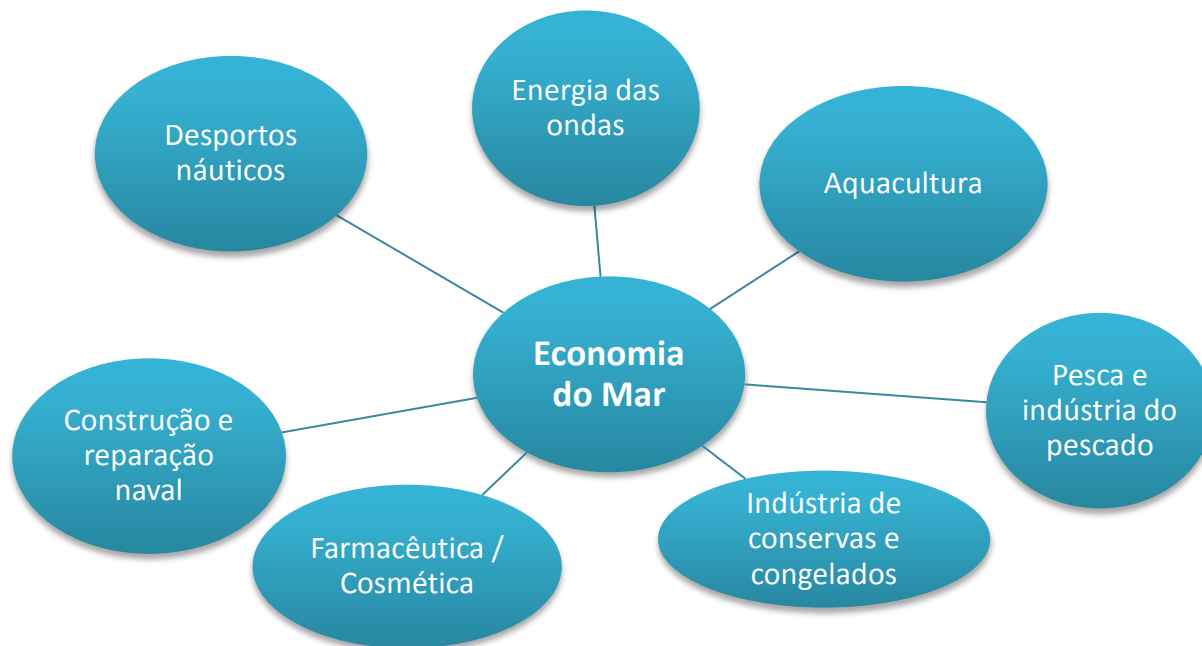 Energia das
ondas
Desportos
náuticos
Aquacultura
Economia
do Mar
Pesca e
indústria do
pescado
Construção e
reparação
naval
Indústria de
conservas e
congelados
Farmacêutica /
Cosmética